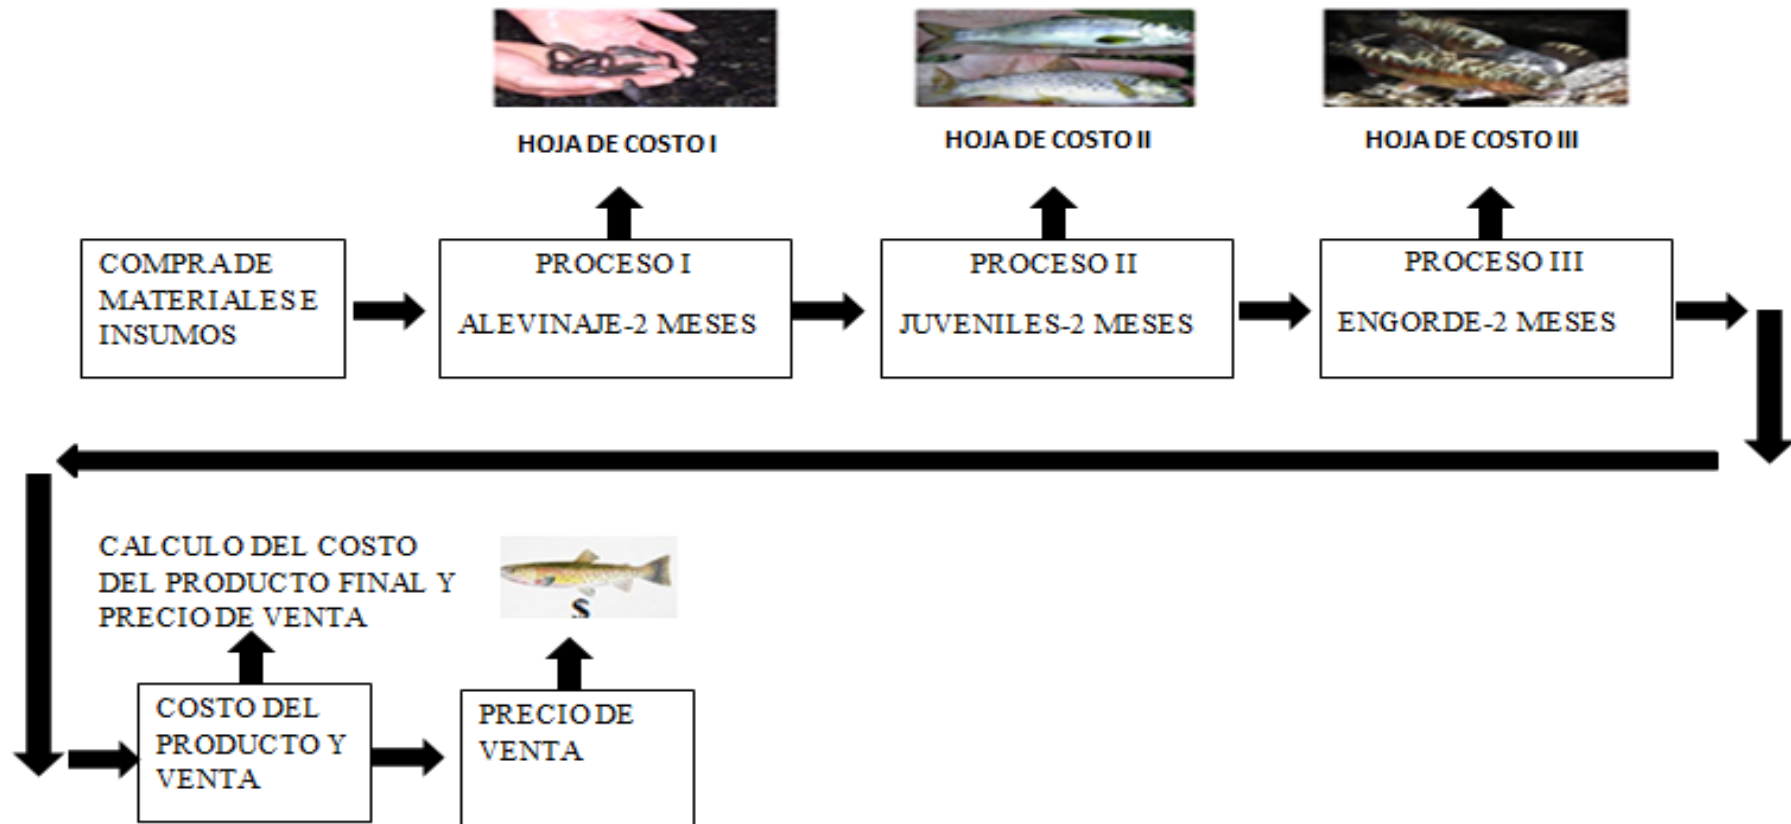 HOJA DE COSTO I
HOJA DE COSTO II
HOJA DE COSTO III
COMPRA DE
MATERIALES E
INSUMOS
PROCESO I
ALEVINAJE-2 MESES
PROCESO II
JUVENILES-2 MESES
PROCESO III
ENGORDE-2 MESES
CALCULO DEL COSTO
DEL PRODUCTO FINAL Y
PRECIO DE VENTA
$
COSTO DEL
PRODUCTO Y
VENTA
PRECIO DE
VENTA